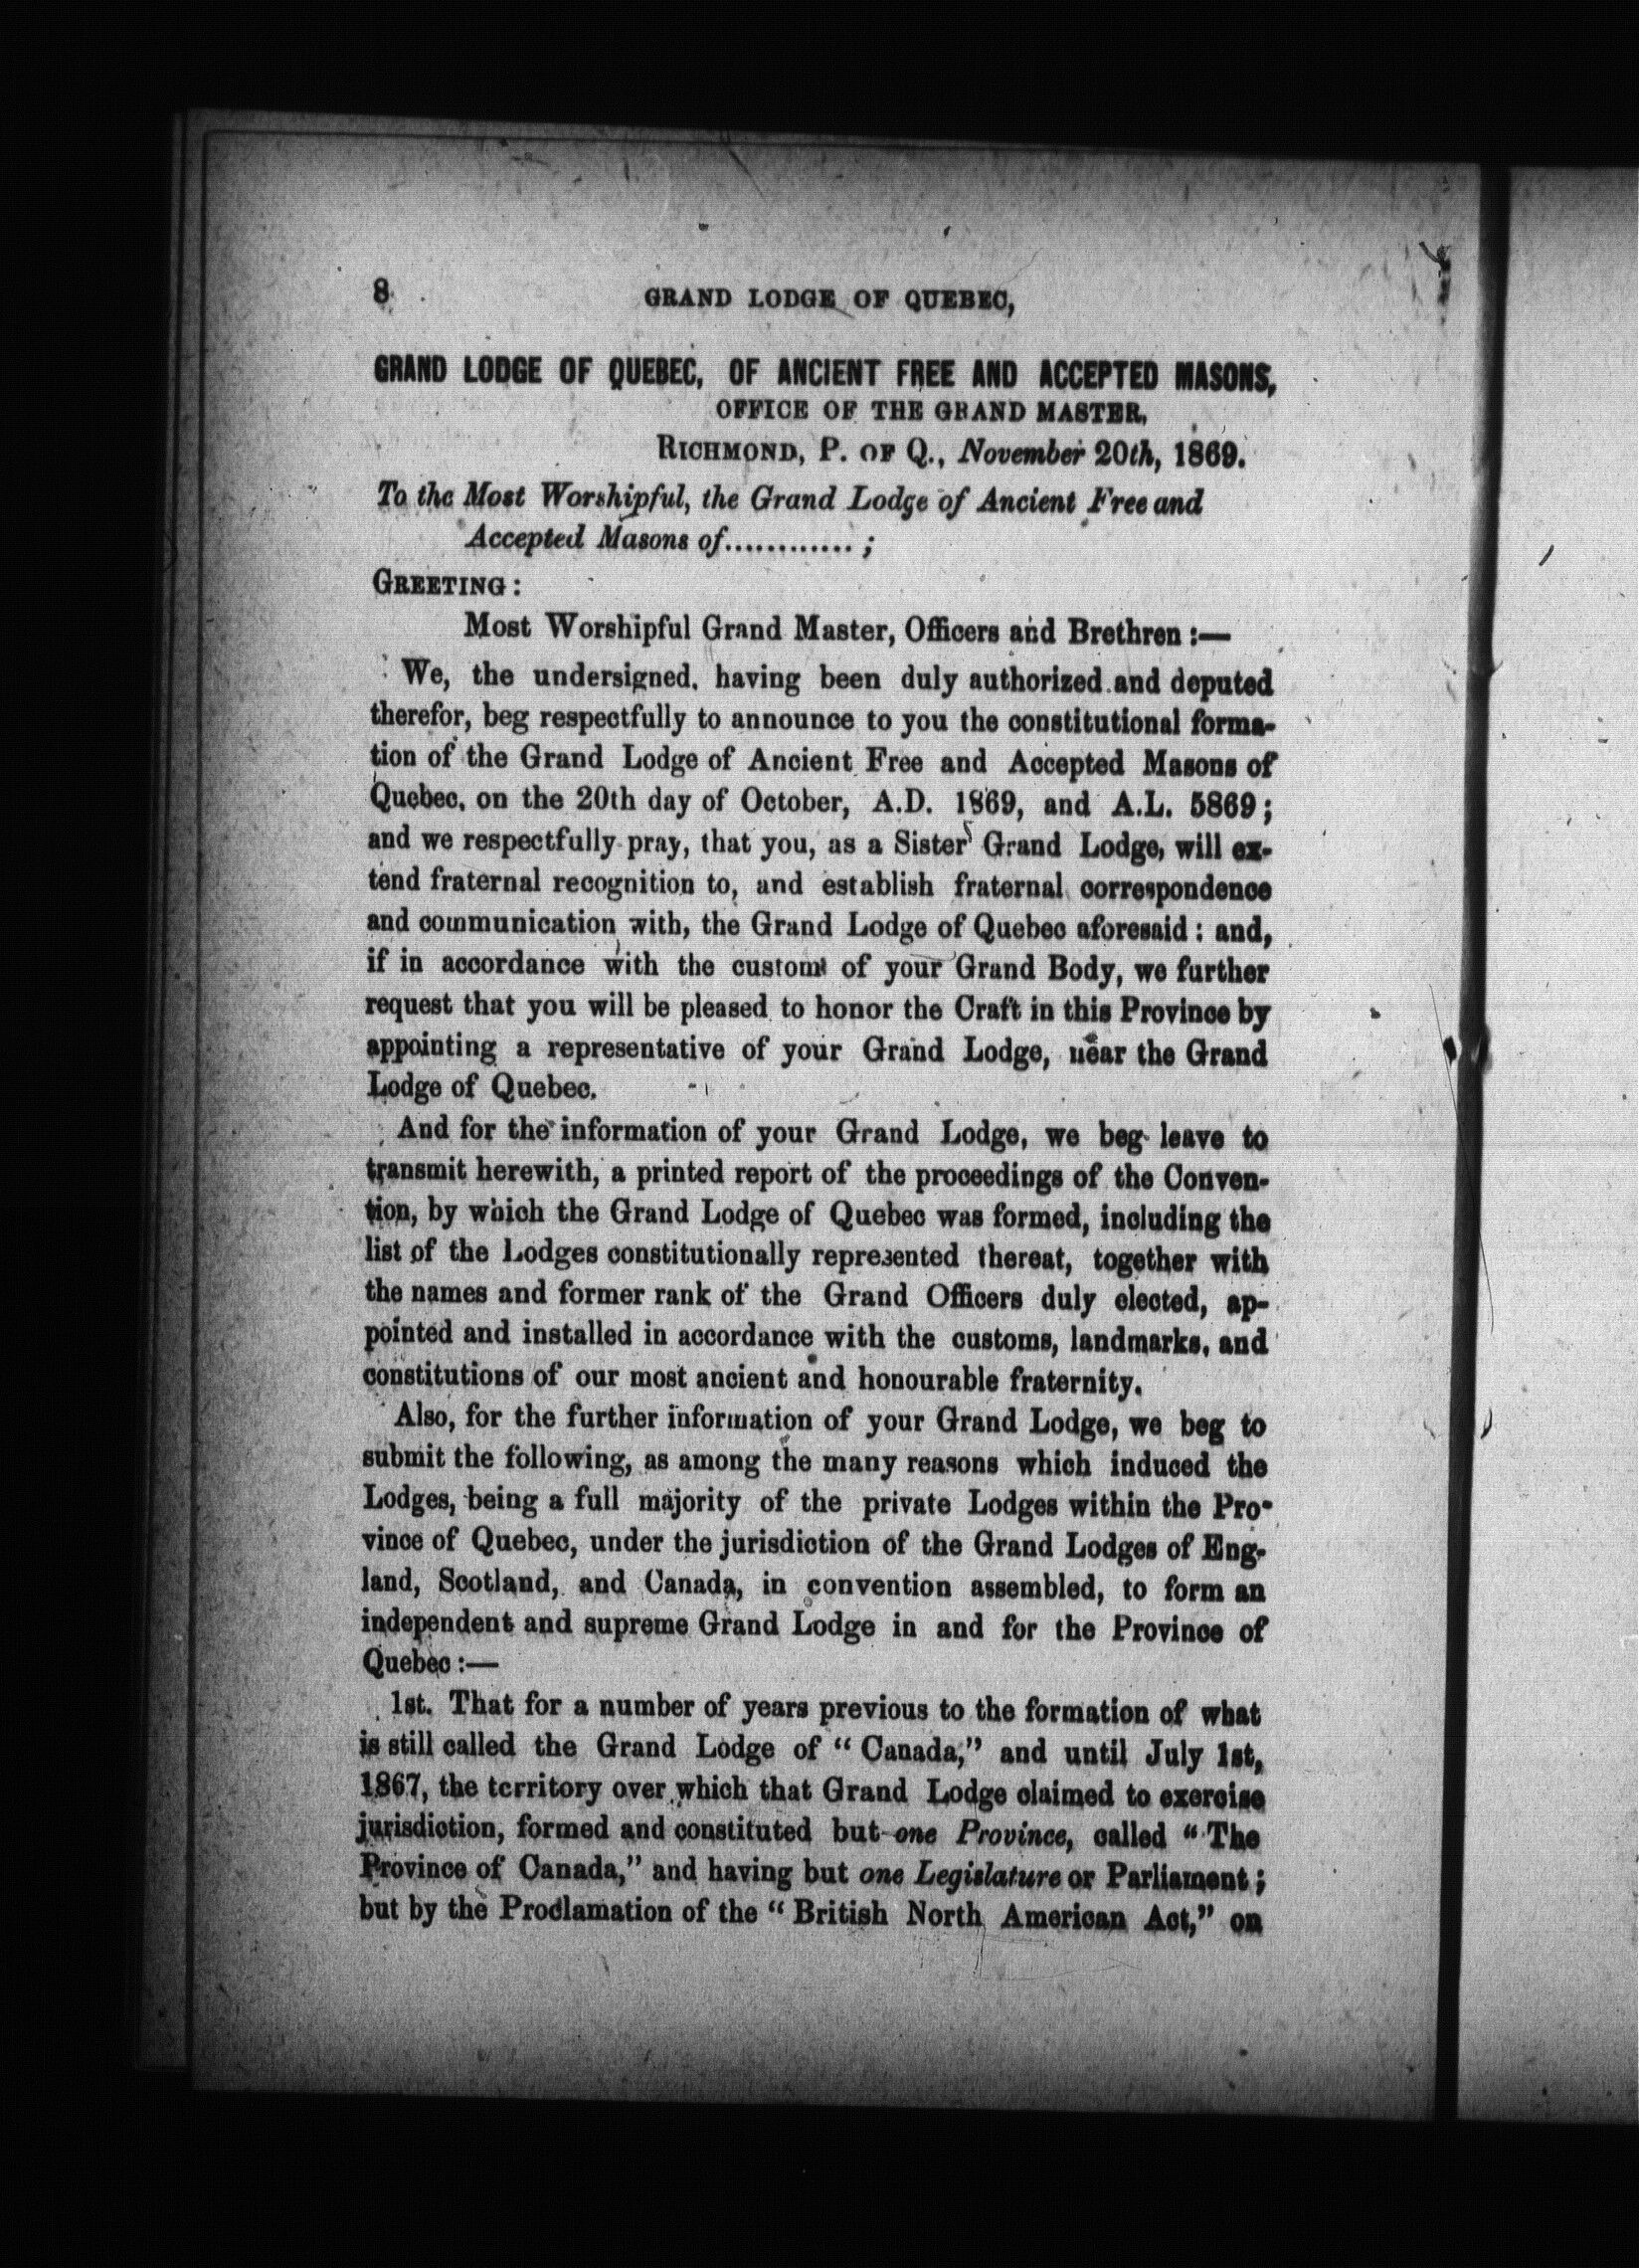 8 GRAND LODGE OF QUEBEC,
GRAND LODGE OF QUEBEC, OF ANCIENT FREE AND ACCEPTED MASONS,
OFFICE OF THE GRAND MASTER,
RICHMOND, P. OF Q., November 20th, 1869.
To the Most Worshipful, the Grand Lodge of Ancient Free and
Accepted Masons of............ ;
GREETING:
Most Worshipful Grand Master, Officers and Brethren :—
We, the undersigned, having been duly authorized and deputed
therefor, beg respectfully to announce to you the constitutional forma-
tion of the Grand Lodge of Ancient Free and Accepted Masons of
Quebec, on the 20th day of October, A.D. 1869, and A.L. 5869;
and we respectfully pray, that you, as a Sister Grand Lodge, will ex-
tend fraternal recognition to, and establish fraternal correspondence
and communication with, the Grand Lodge of Quebec aforesaid: and,
if in accordance with the customs of your Grand Body, we further
request that you will be pleased to honor the Craft in this Province by
appointing a representative of your Grand Lodge, near the Grand
Lodge of Quebec.
And for the information of your Grand Lodge, we beg leave to
transmit herewith, a printed report of the proceedings of the Conven-
tion, by which the Grand Lodge of Quebec was formed, including the
list of the Lodges constitutionally represented thereat, together with
the names and former rank of the Grand Officers duly elected, ap-
pointed and installed in accordance with the customs, landmarks, and
constitutions of our most ancient and honourable fraternity.
Also, for the further information of your Grand Lodge, we beg to
submit the following, as among the many reasons which induced the
Lodges, being a full majority of the private Lodges within the Pro-
vince of Quebec, under the jurisdiction of the Grand Lodges of Eng-
land, Scotland, and Canada, in convention assembled, to form an
independent and supreme Grand Lodge in and for the Province of
Quebec :—
1st. That for a number of years previous to the formation of what
is still called the Grand Lodge of "Canada," and until July 1st,
1867, the territory over which that Grand Lodge claimed to exercise
jurisdiction, formed and constituted but one Province, called "The
Province of Canada," and having but one Legislature or Parliament;
but by the Proclamation of the "British North American Act," on